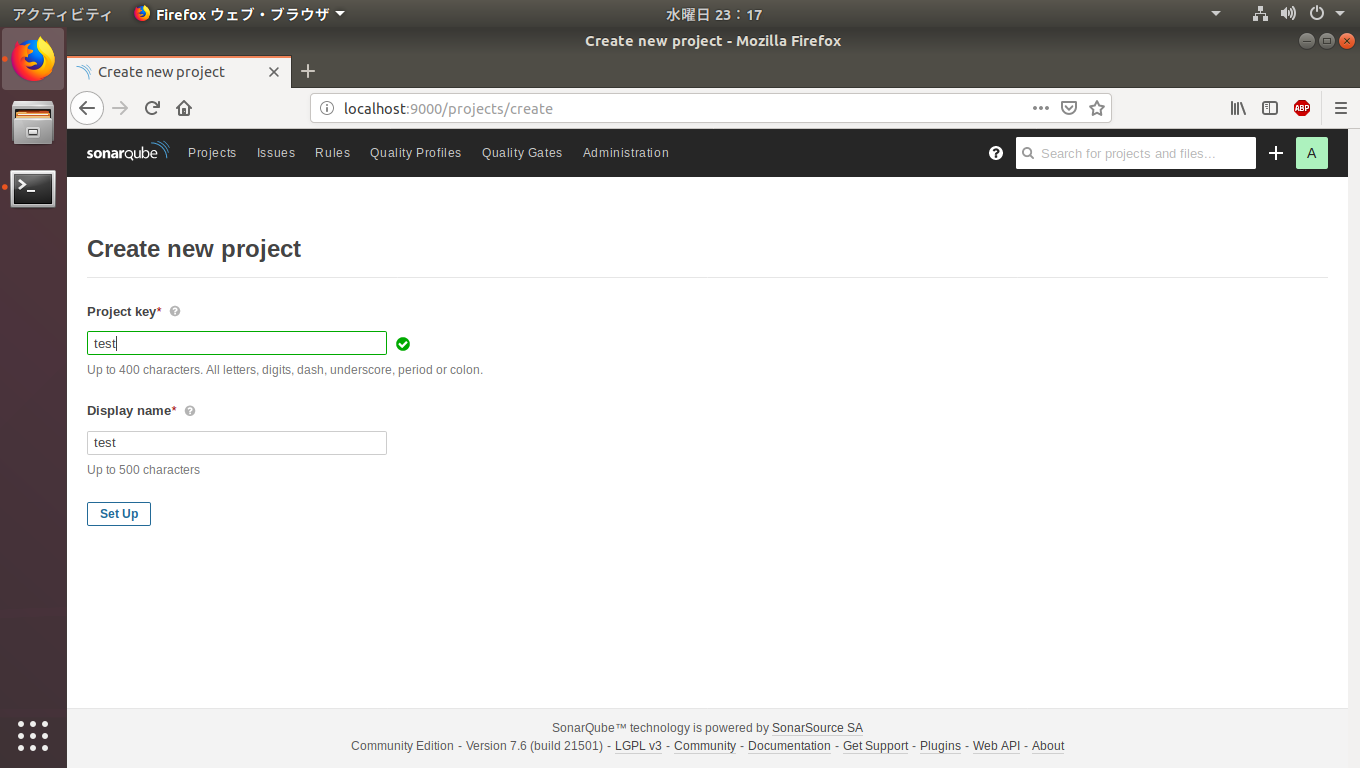 アクティビティ Firefox ウェブ・ブラウザ 水曜日 23：17
Create new project - Mozilla Firefox
Create new project
localhost:9000/projects/create
ABP
sonarqube Projects Issues Rules Quality Profiles Quality Gates Administration Search for projects and files... A
Create new project
Project key*
test
Up to 400 characters. All letters, digits, dash, underscore, period or colon.
Display name*
test
Up to 500 characters
Set Up
SonarQube™ technology is powered by SonarSource SA
Community Edition - Version 7.6 (build 21501) - LGPL v3 - Community - Documentation - Get Support - Plugins - Web API - About